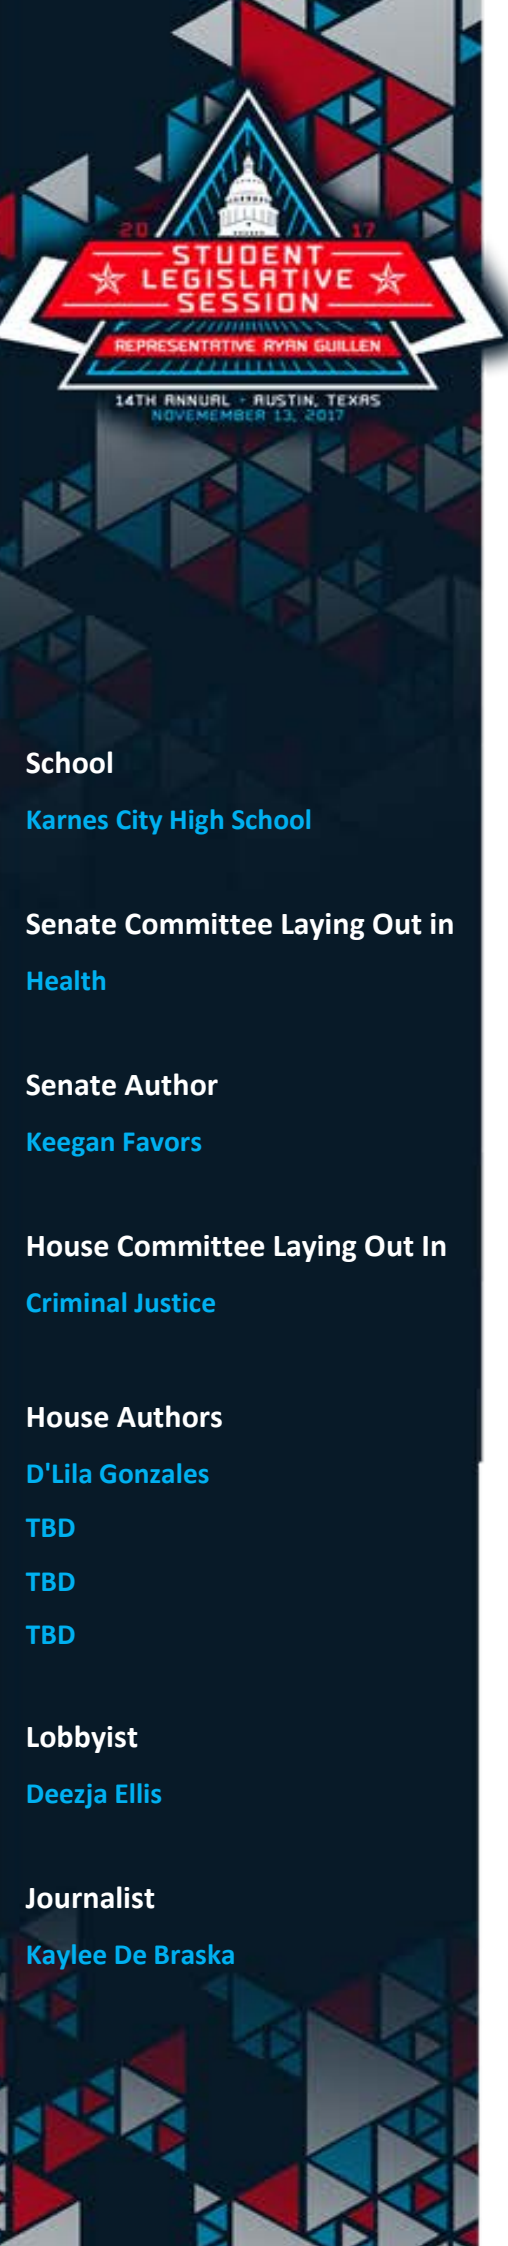 20 17
STUDENT
LEGISLATIVE
SESSION
REPRESENTATIVE RYAN GUILLEN
14TH ANNUAL - AUSTIN, TEXAS
NOVEMEMBER 13, 2017
School
Karnes City High School
Senate Committee Laying Out in
Health
Senate Author
Keegan Favors
House Committee Laying Out In
Criminal Justice
House Authors
D'Lila Gonzales
TBD
TBD
TBD
Lobbyist
Deezja Ellis
Journalist
Kaylee De Braska